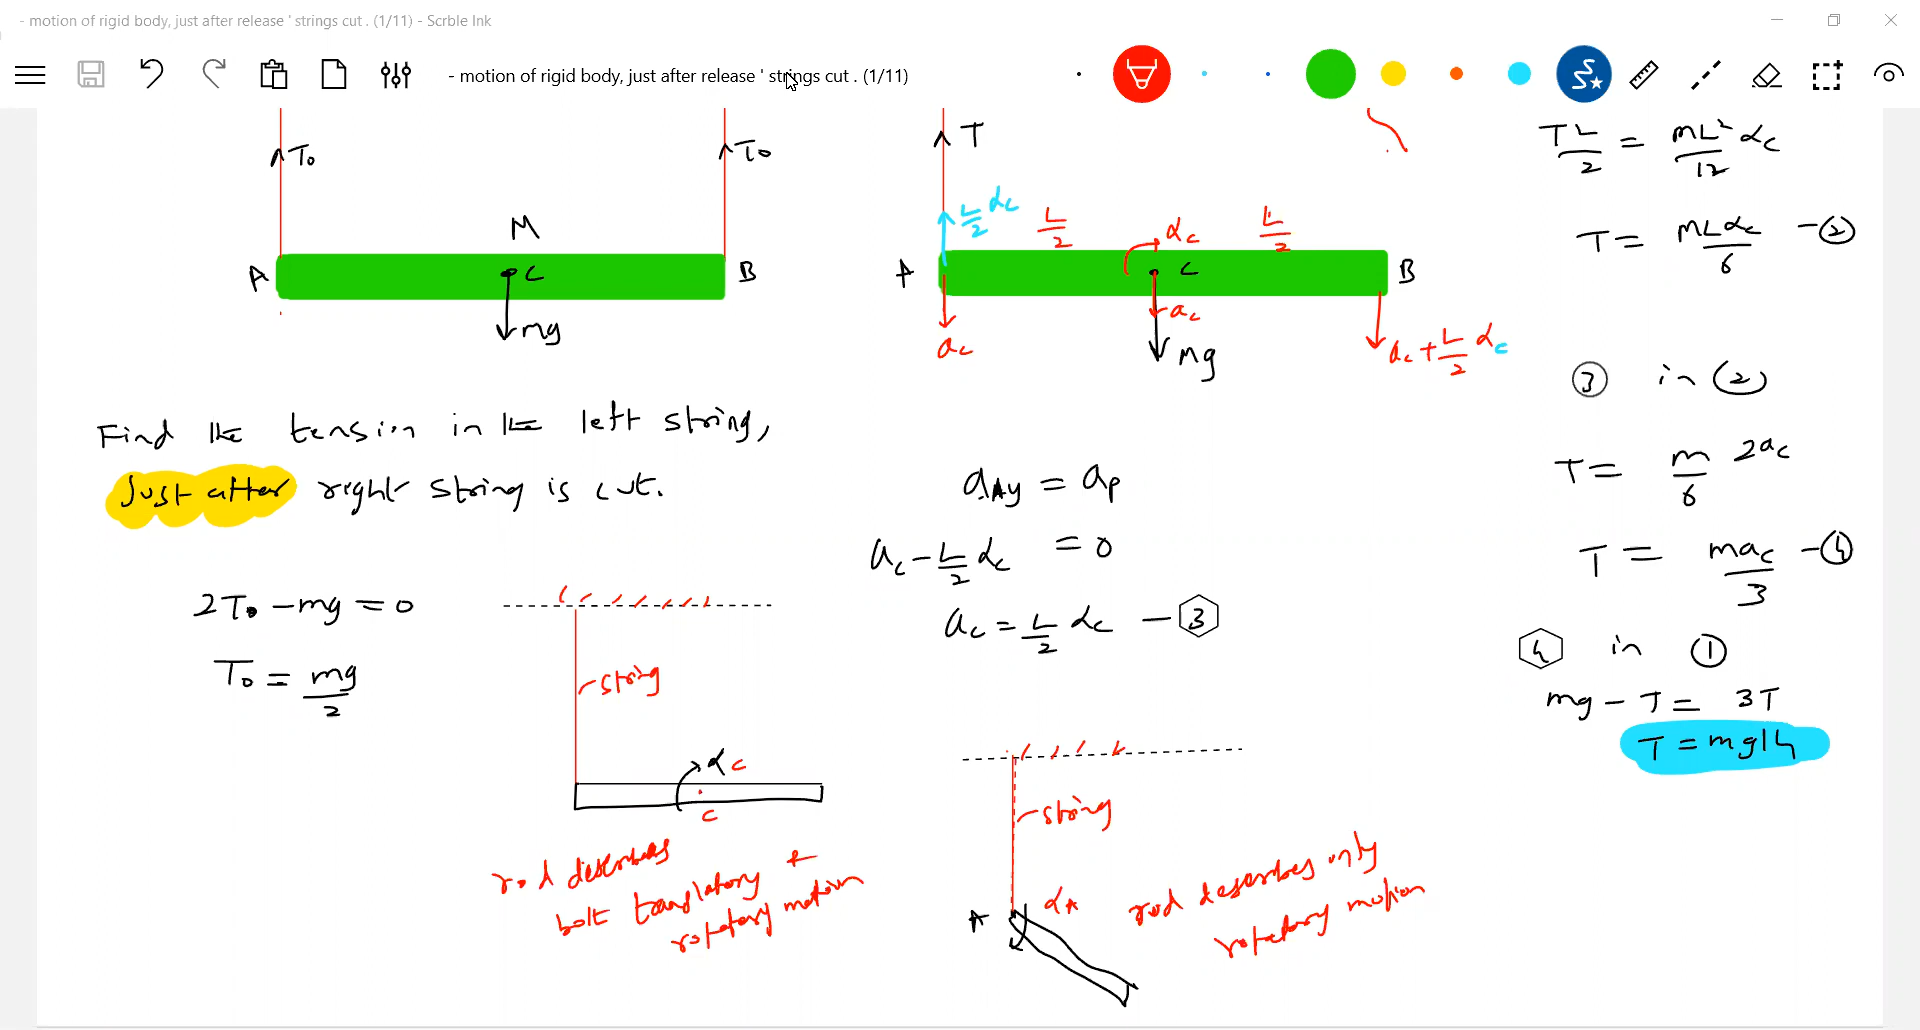 - motion of rigid body, just after release ' strings cut . (1/11) - Scrble Ink
- motion of rigid body, just after release ' strings cut . (1/11)
T₀
T₀
M
A
C
B
mg
T
L/2 αc
L/2
αc
L/2
A
C
B
ac
ac
mg
ac + L/2 αc
Find the tension in the left string,
Just after right string is cut.
2T₀ - mg = 0
T₀ = mg/2
string
αc
c
rod describes
both translatory +
rotatory motion
aAy = ap
ac - L/2 αc = 0
ac = L/2 αc - 3
string
A
αA
rod describes only
rotatory motion
T L/2 = mL²/12 αc
T = mLαc/6 - 2
3 in (2)
T = m/6 2ac
T = mac/3 - 4
4 in 1
mg - T = 3T
T = mg/4